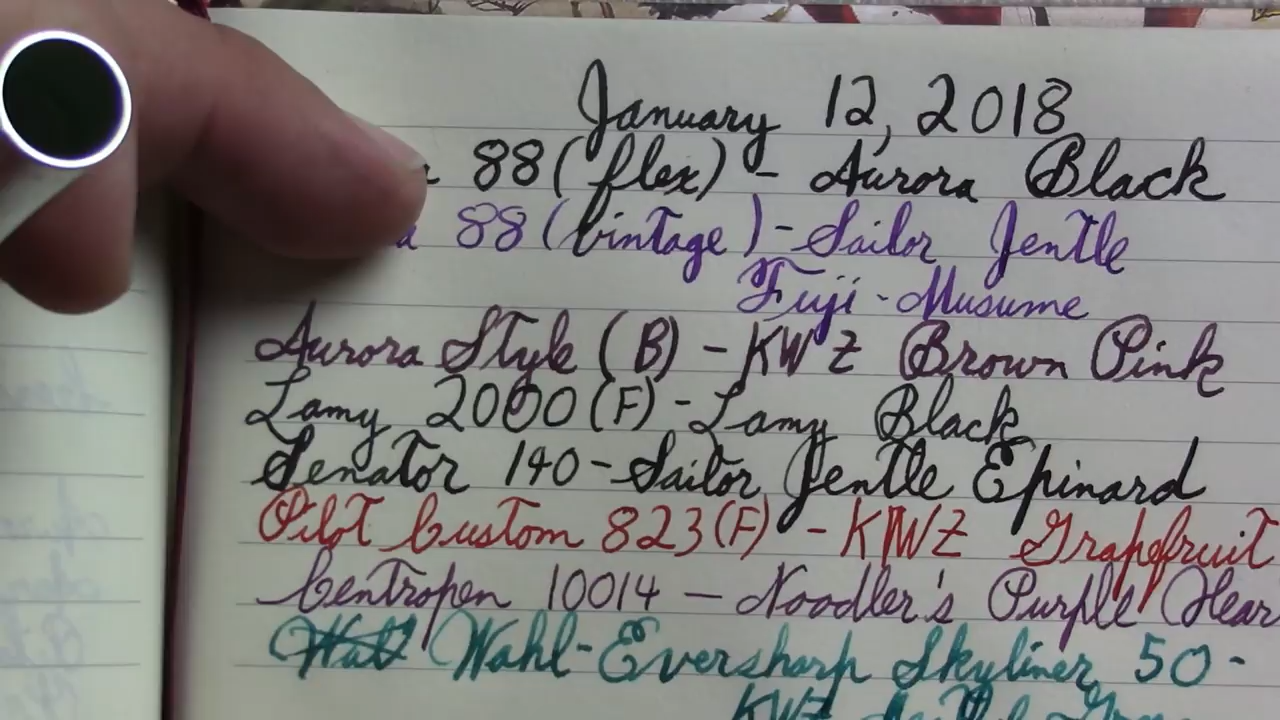 January 12, 2018
88 (flex) - Aurora Black
88 (vintage) - Sailor Jentle
Fuji-Musume
Aurora Style (B) - KWZ Brown Pink
Lamy 2000 (F) - Lamy Black
Senator 140 - Sailor Jentle Epinard
Pilot Custom 823 (F) - KWZ Grapefruit
Centropen 10014 - Noodler's Purple Hear
Wahl-Eversharp Skyliner 50 -
KWZ